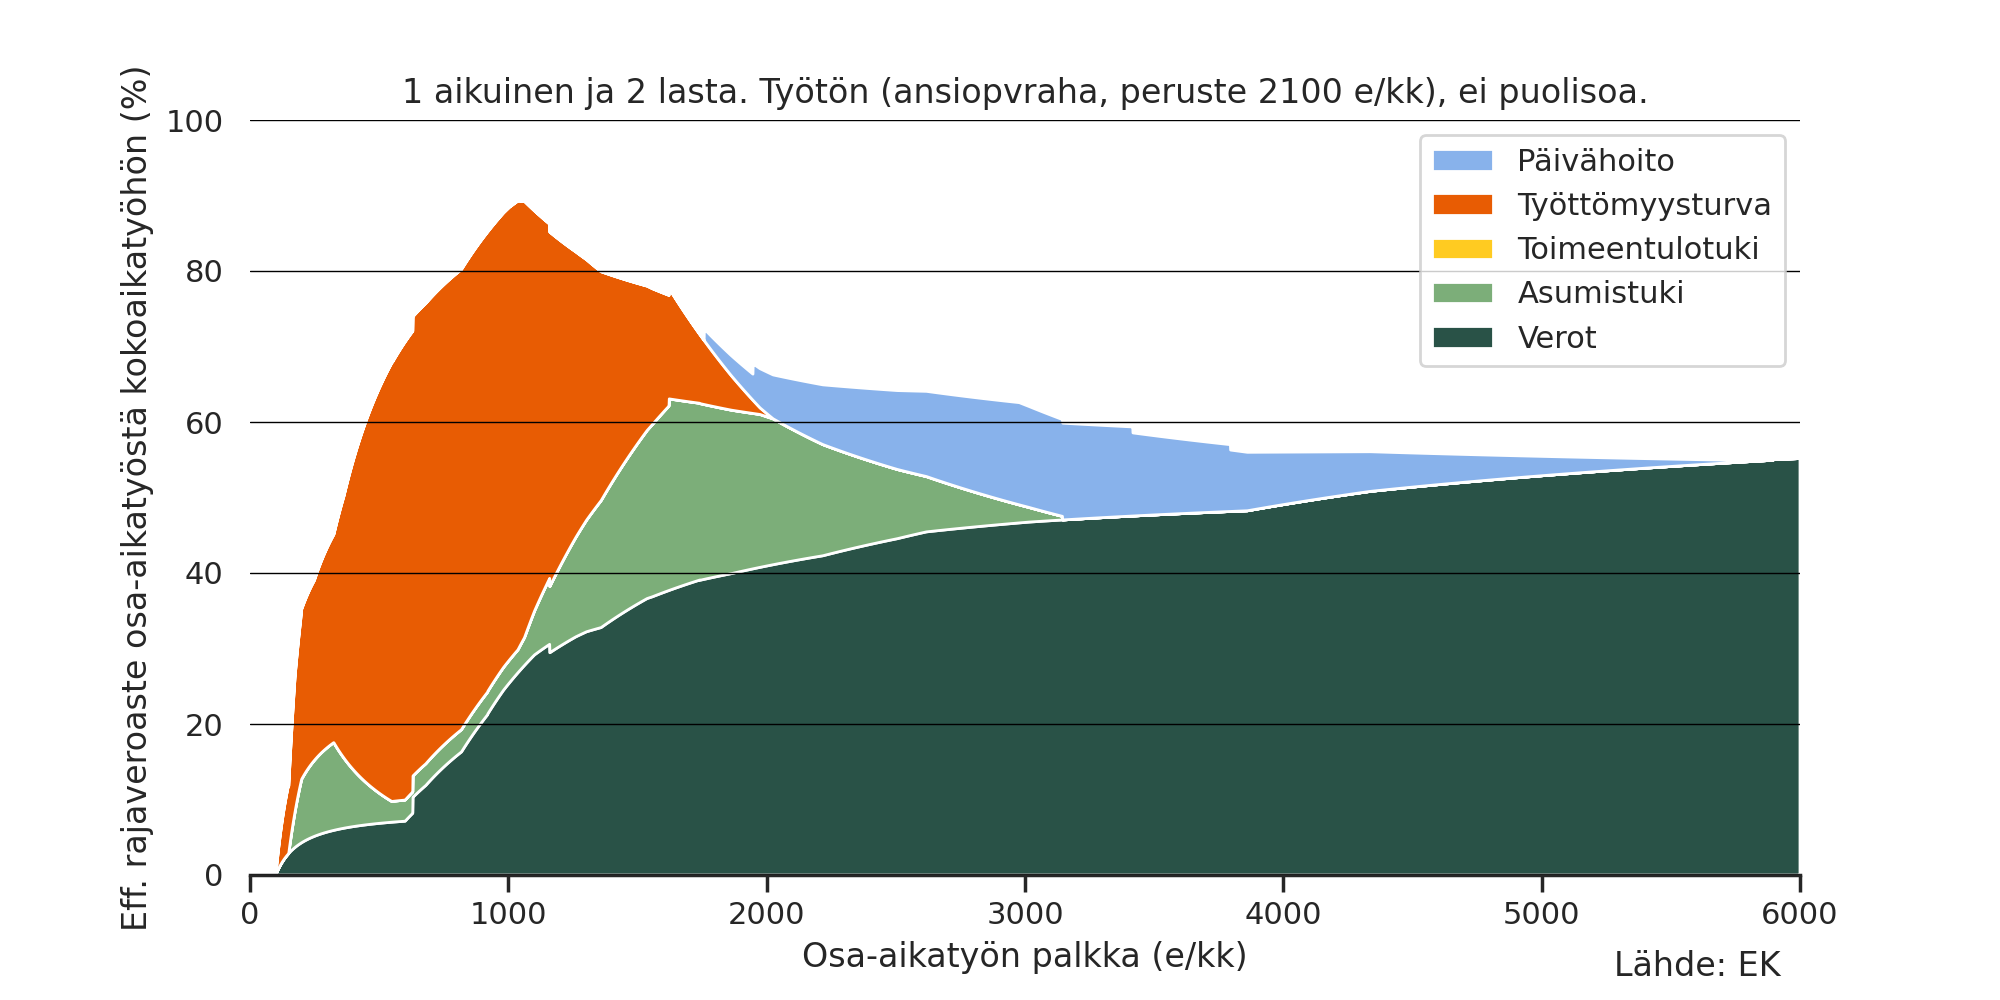 1 aikuinen ja 2 lasta. Työtön (ansiopvraha, peruste 2100 e/kk), ei puolisoa.
Eff. rajaveroaste osa-aikatyöstä kokoaikatyöhön (%)
100
80
60
40
20
0
Päivähoito
Työttömyysturva
Toimeentulotuki
Asumistuki
Verot
0 1000 2000 3000 4000 5000 6000
Osa-aikatyön palkka (e/kk)
Lähde: EK